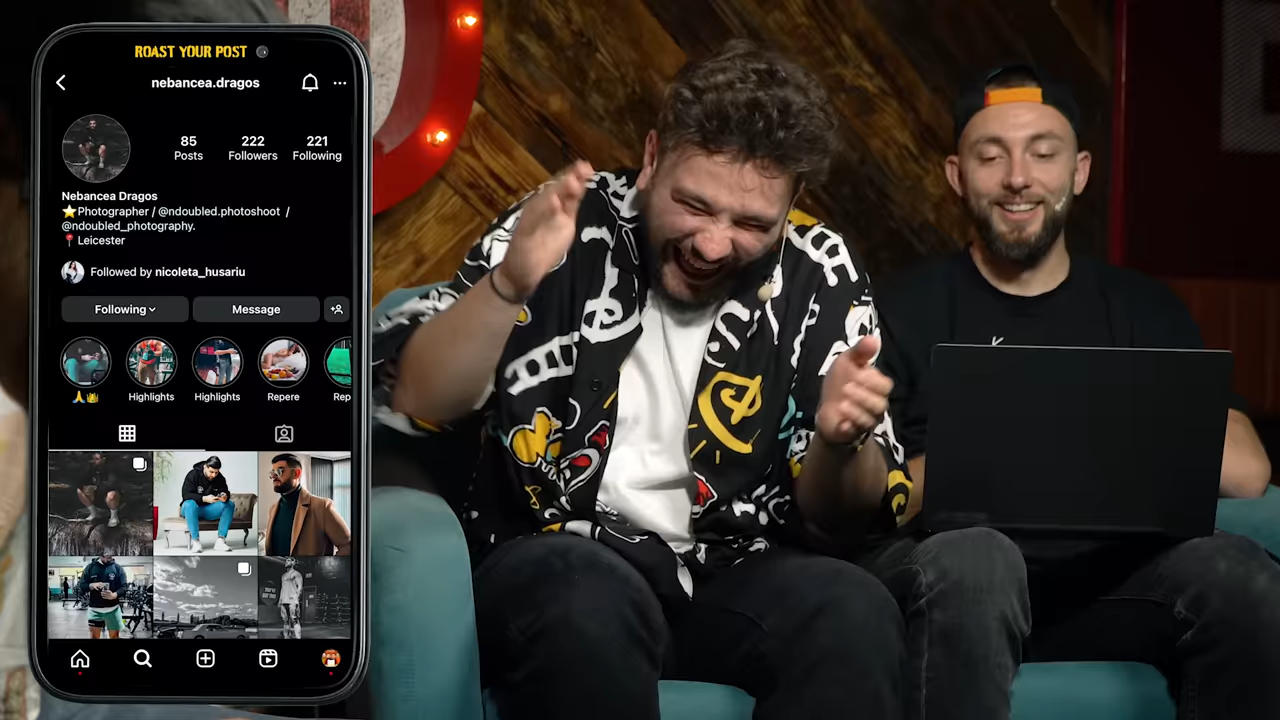 ROAST YOUR POST
nebancea.dragos
85
222
221
Posts
Followers
Following
Nebancea Dragos
⭐Photographer / @ndoubled.photoshoot /
@ndoubled_photography.
📍Leicester
Followed by nicoleta_husariu
Following
Message
🙏👑
Highlights
Highlights
Repere
Rep